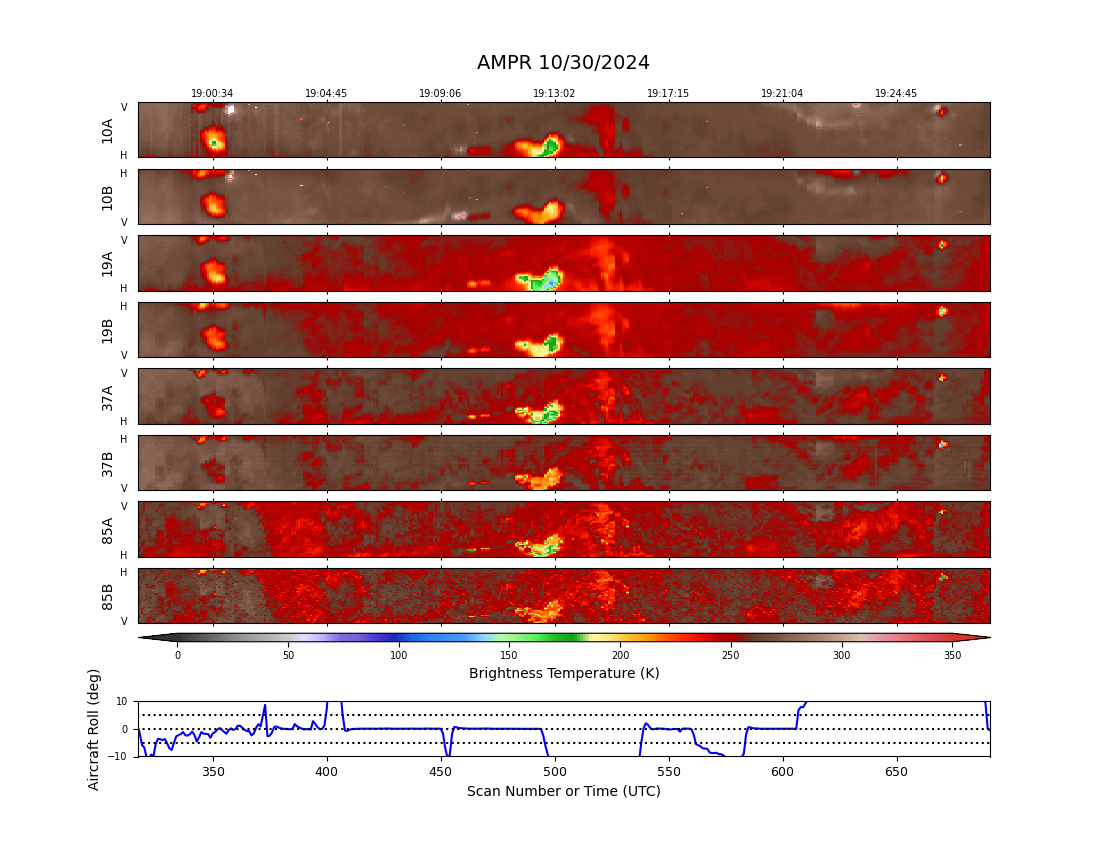 AMPR 10/30/2024
19:00:34 19:04:45 19:09:06 19:13:02 19:17:15 19:21:04 19:24:45
V
10A
H
H
10B
V
V
19A
H
H
19B
V
V
37A
H
H
37B
V
V
85A
H
H
85B
V
0 50 100 150 200 250 300 350
Brightness Temperature (K)
Aircraft Roll (deg)
10
0
−10
350 400 450 500 550 600 650
Scan Number or Time (UTC)